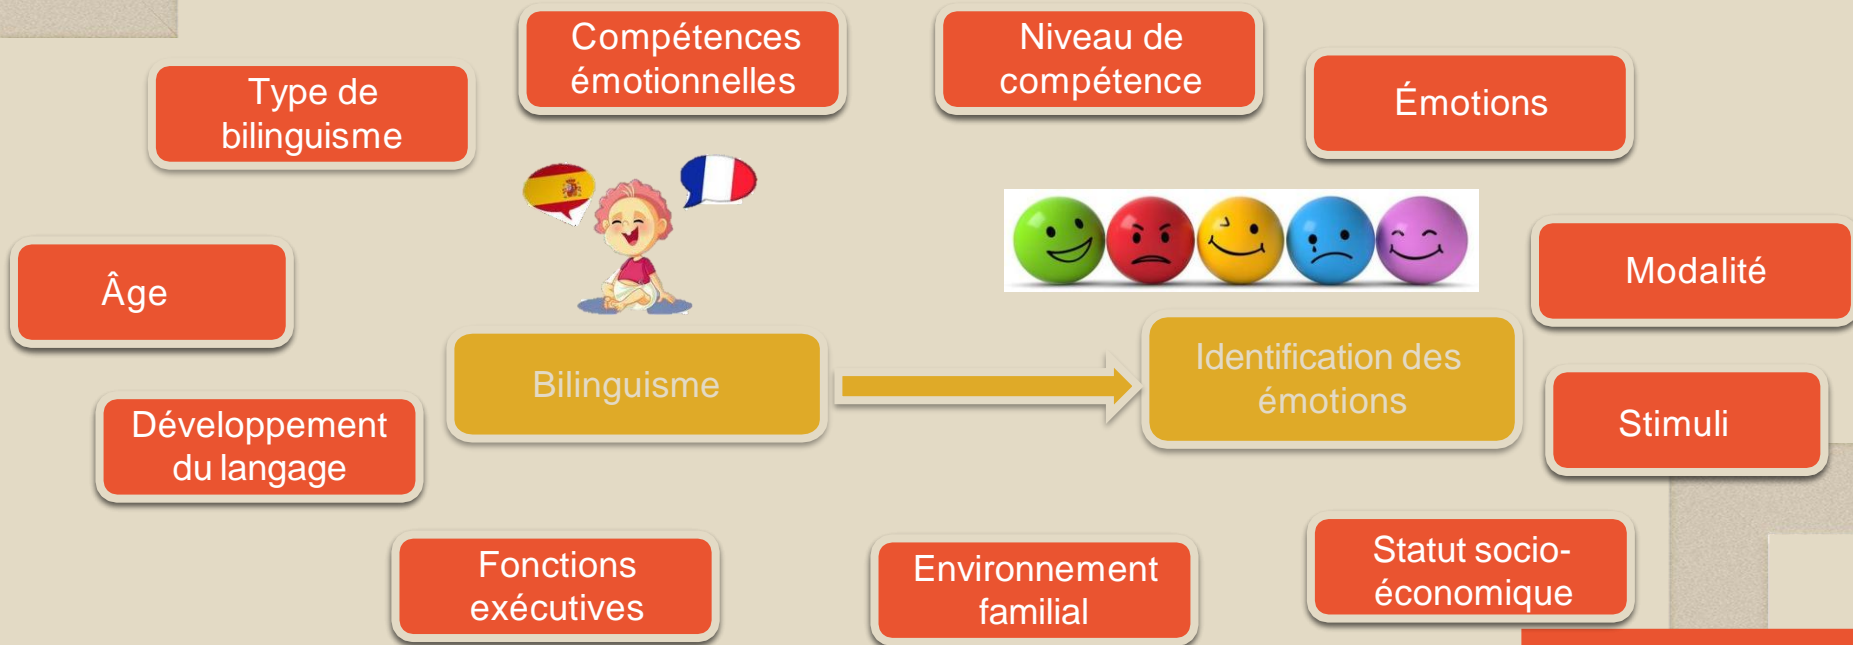 Compétences
émotionnelles
Niveau de
compétence
Type de
bilinguisme
Émotions
Âge
Modalité
Bilinguisme
Identification des
émotions
Développement
du langage
Stimuli
Fonctions
exécutives
Environnement
familial
Statut socio-
économique